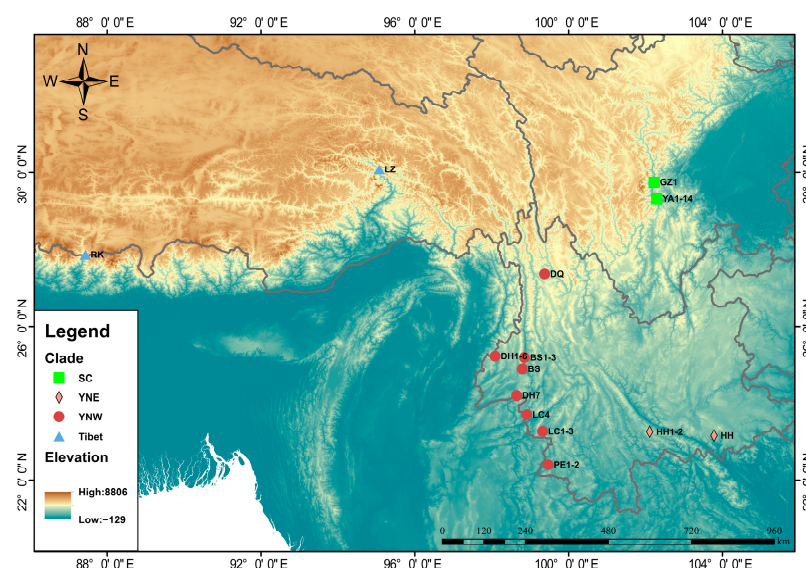 88° 0'0"E 92° 0'0"E 96° 0'0"E 100° 0'0"E 104° 0'0"E
N
W E
S
30° 0'0"N
26° 0'0"N
22° 0'0"N
LZ
GZ1
YA1-14
RK
DQ
DH1-6
BS1-3
BS
DH7
LC4
LC1-3
HH1-2
HH
PE1-2
Legend
Clade
SC
YNE
YNW
Tibet
Elevation
High:8806
Low:−129
0 120 240 480 720 960
km
88° 0'0"E 92° 0'0"E 96° 0'0"E 100° 0'0"E 104° 0'0"E